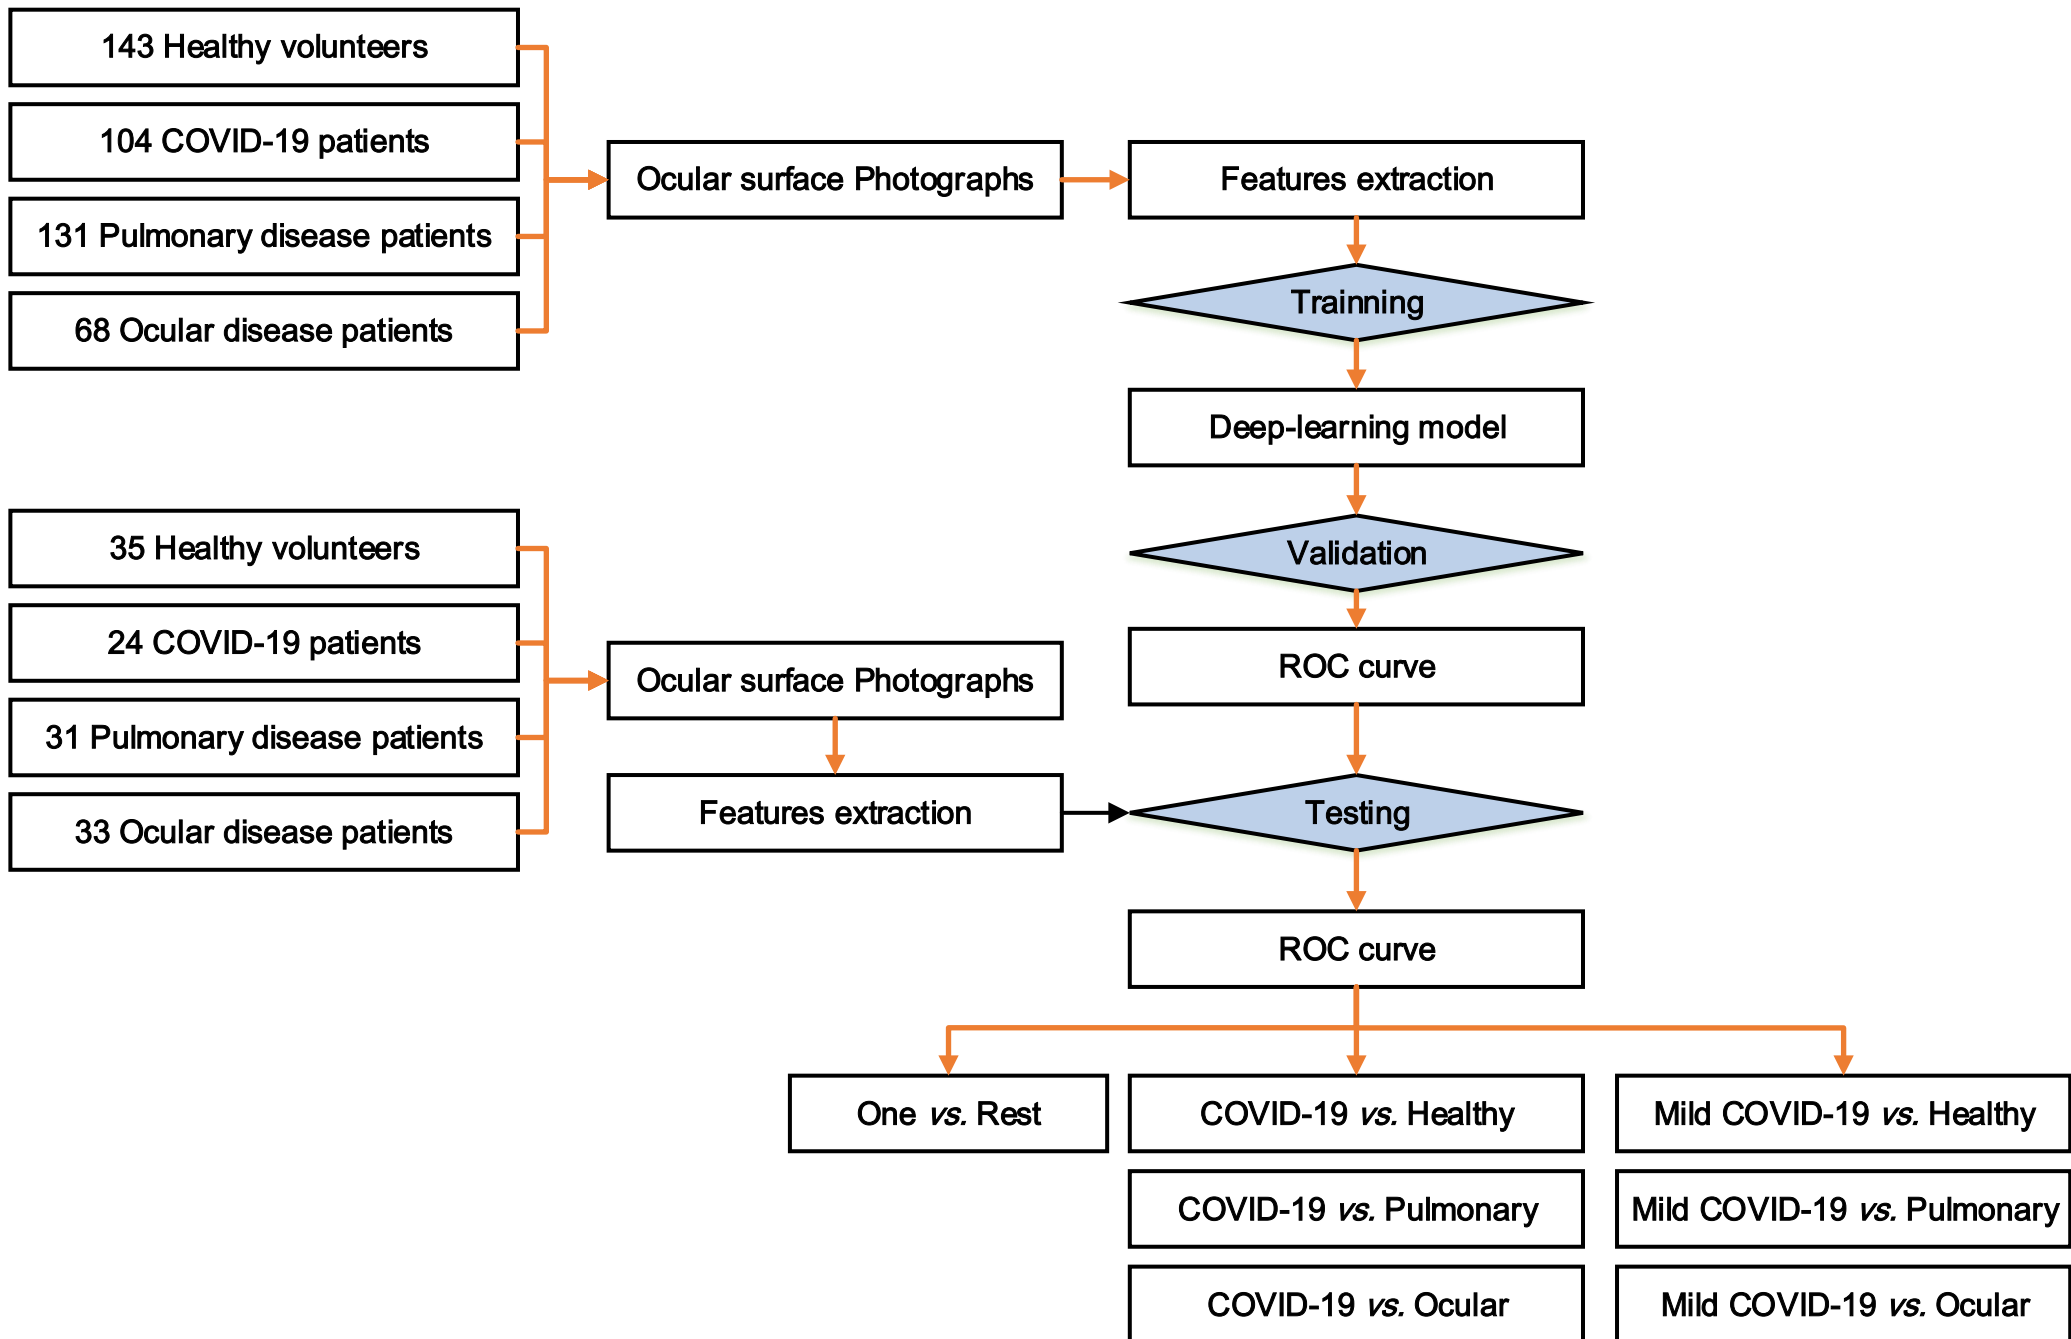 143 Healthy volunteers
104 COVID-19 patients
131 Pulmonary disease patients
68 Ocular disease patients
Ocular surface Photographs
Features extraction
Trainning
Deep-learning model
Validation
ROC curve
35 Healthy volunteers
24 COVID-19 patients
31 Pulmonary disease patients
33 Ocular disease patients
Ocular surface Photographs
Features extraction
Testing
ROC curve
One vs. Rest
COVID-19 vs. Healthy
COVID-19 vs. Pulmonary
COVID-19 vs. Ocular
Mild COVID-19 vs. Healthy
Mild COVID-19 vs. Pulmonary
Mild COVID-19 vs. Ocular